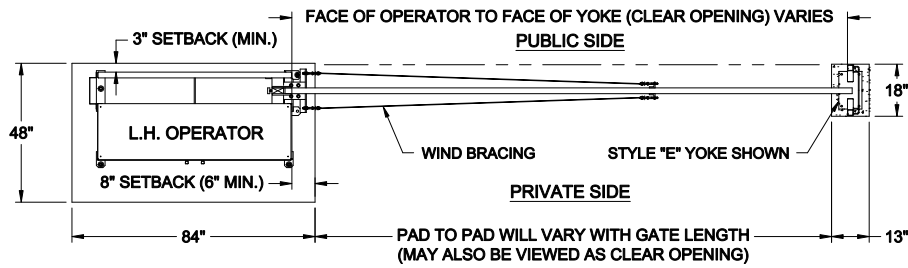 FACE OF OPERATOR TO FACE OF YOKE (CLEAR OPENING) VARIES
3" SETBACK (MIN.)
PUBLIC SIDE
48"
18"
L.H. OPERATOR
WIND BRACING
STYLE "E" YOKE SHOWN
8" SETBACK (6" MIN.)
PRIVATE SIDE
84"
PAD TO PAD WILL VARY WITH GATE LENGTH
(MAY ALSO BE VIEWED AS CLEAR OPENING)
13"